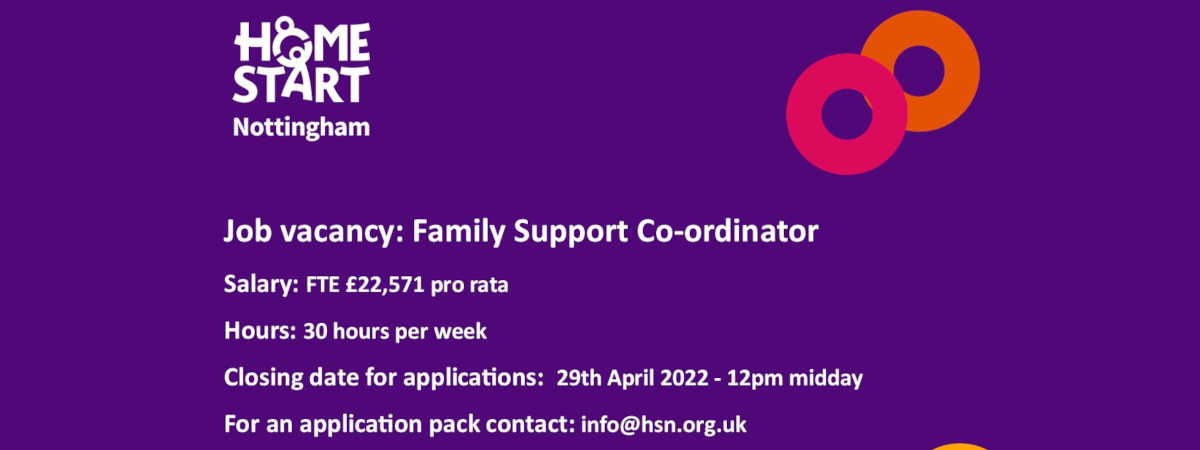 HOME
START
Nottingham
Job vacancy: Family Support Co-ordinator
Salary: FTE £22,571 pro rata
Hours: 30 hours per week
Closing date for applications: 29th April 2022 - 12pm midday
For an application pack contact: info@hsn.org.uk